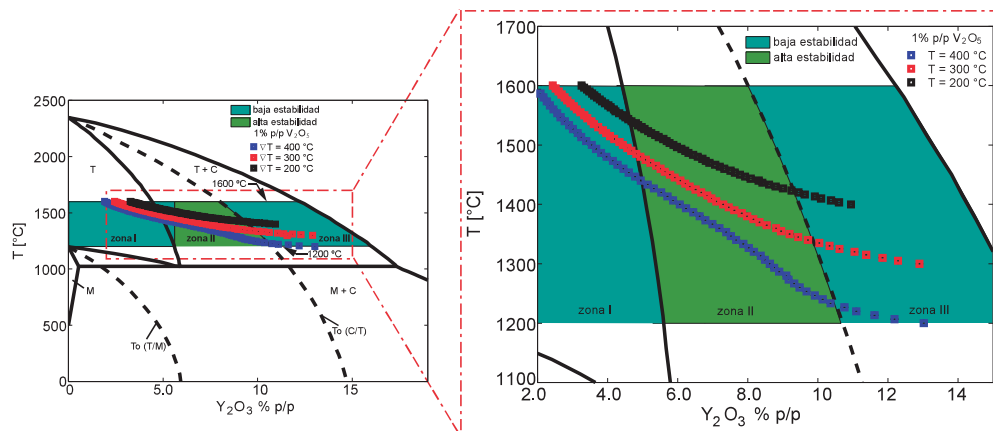 2500
2000
1500
1000
500
0
T [°C]
0
5.0
10
15
Y2O3 % p/p
baja estabilidad
alta estabilidad
1% p/p V2O5
▽T = 400 °C
▽T = 300 °C
▽T = 200 °C
T
T + C
1600 °C
zona I
zona II
zona III
1200 °C
M
M + C
To (T/M)
To (C/T)
1700
1600
1500
1400
1300
1200
1100
T [°C]
2.0
4.0
6.0
8.0
10
12
14
Y2O3 % p/p
baja estabilidad
alta estabilidad
1% p/p V2O5
T = 400 °C
T = 300 °C
T = 200 °C
zona I
zona II
zona III